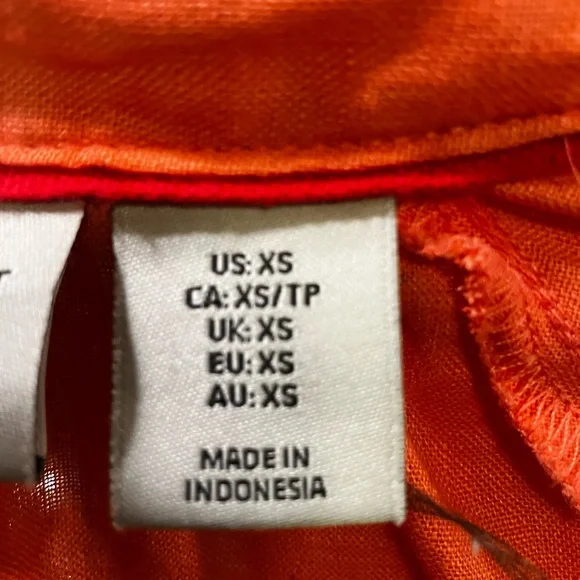 US: XS
CA: XS/TP
UK: XS
EU: XS
AU: XS
MADE IN
INDONESIA